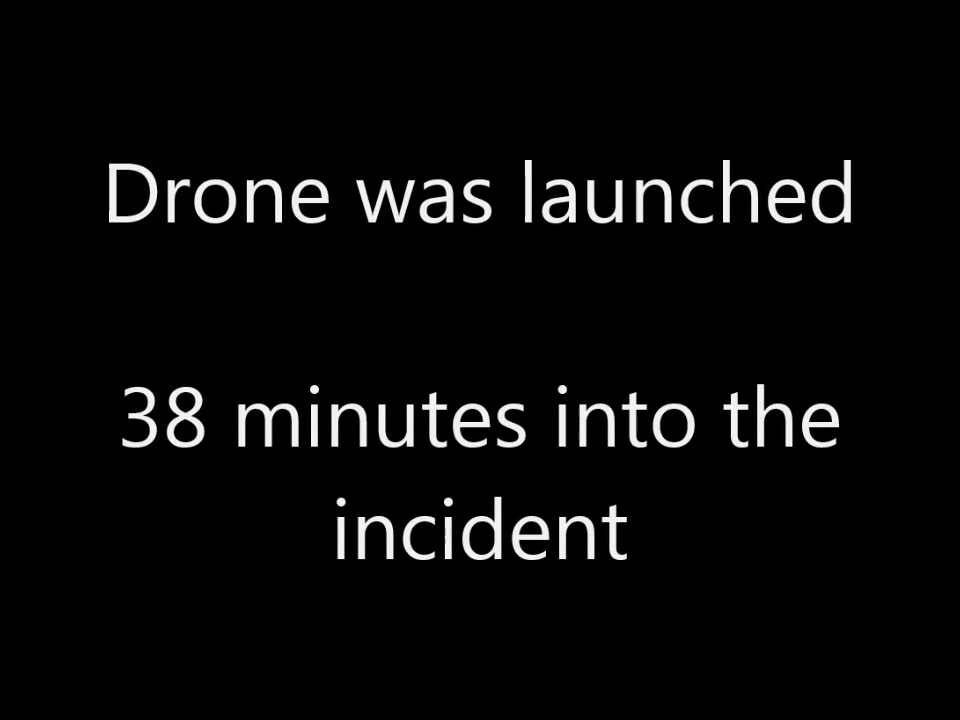 Drone was launched
38 minutes into the
incident